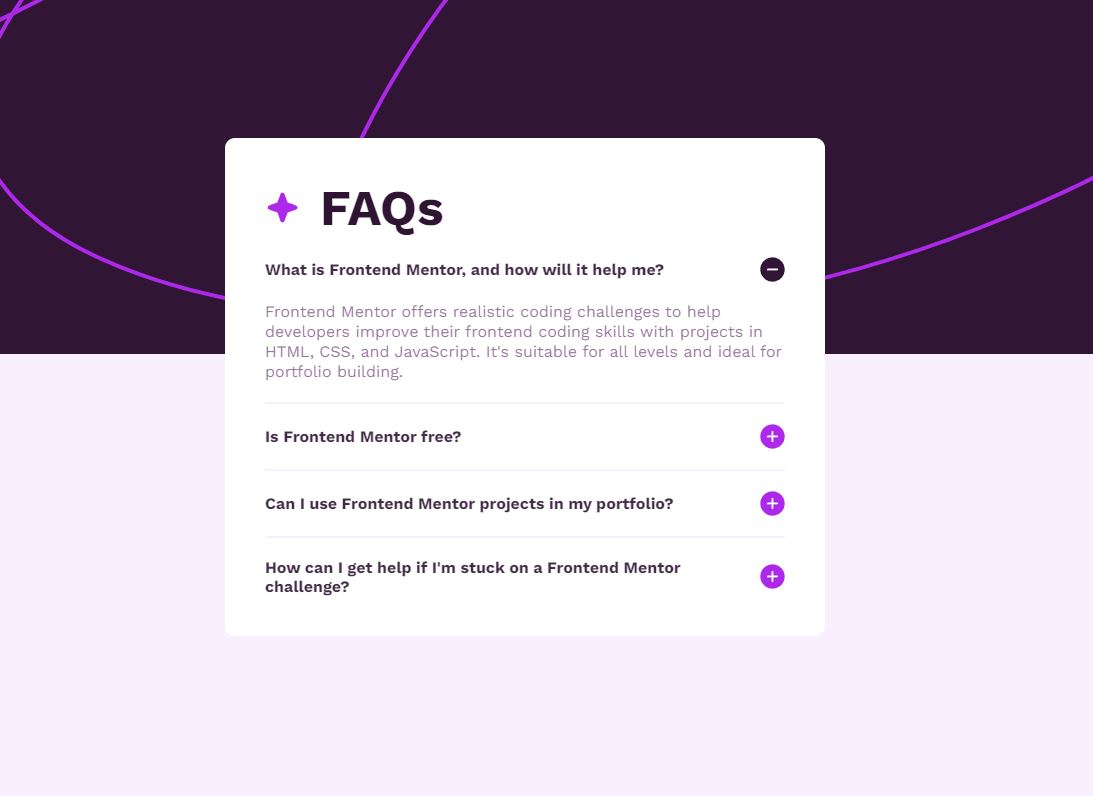 FAQs
What is Frontend Mentor, and how will it help me?
Frontend Mentor offers realistic coding challenges to help
developers improve their frontend coding skills with projects in
HTML, CSS, and JavaScript. It's suitable for all levels and ideal for
portfolio building.
Is Frontend Mentor free?
Can I use Frontend Mentor projects in my portfolio?
How can I get help if I'm stuck on a Frontend Mentor
challenge?